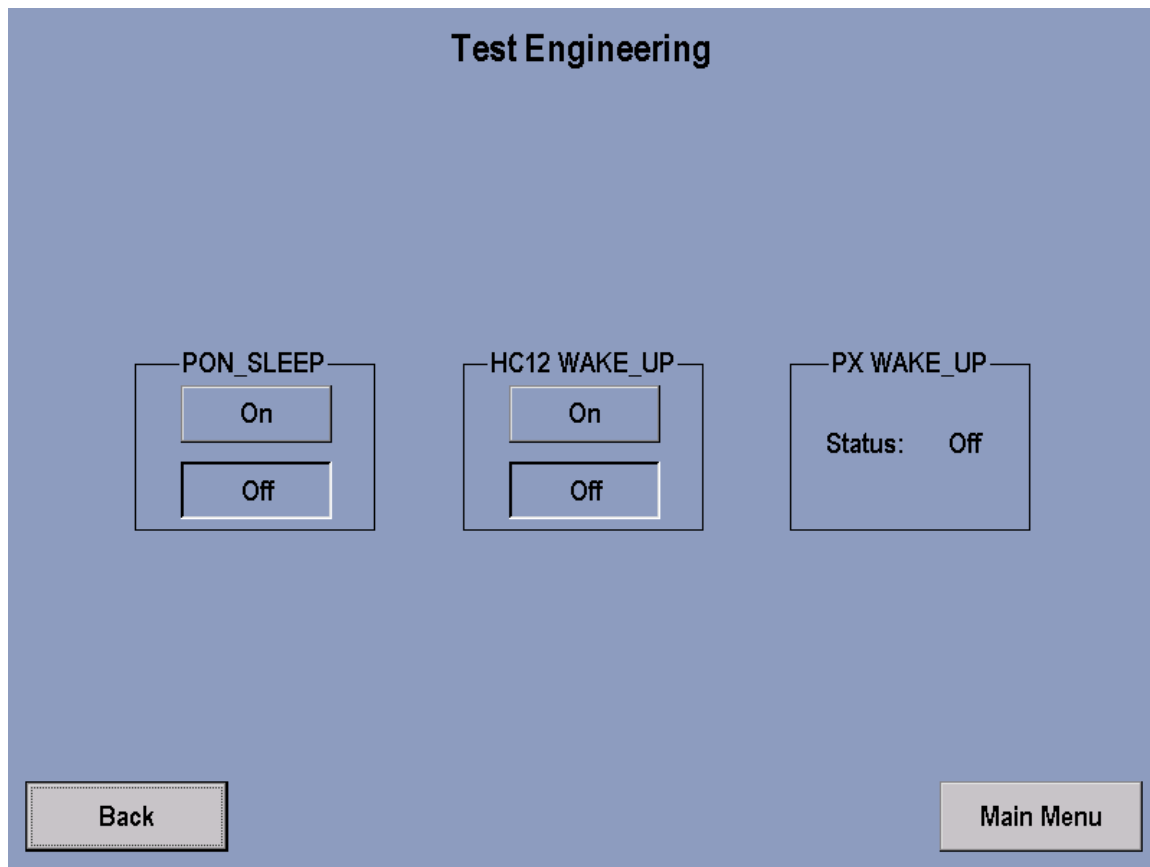 Test Engineering
PON_SLEEP
On
Off
HC12 WAKE_UP
On
Off
PX WAKE_UP
Status: Off
Back
Main Menu